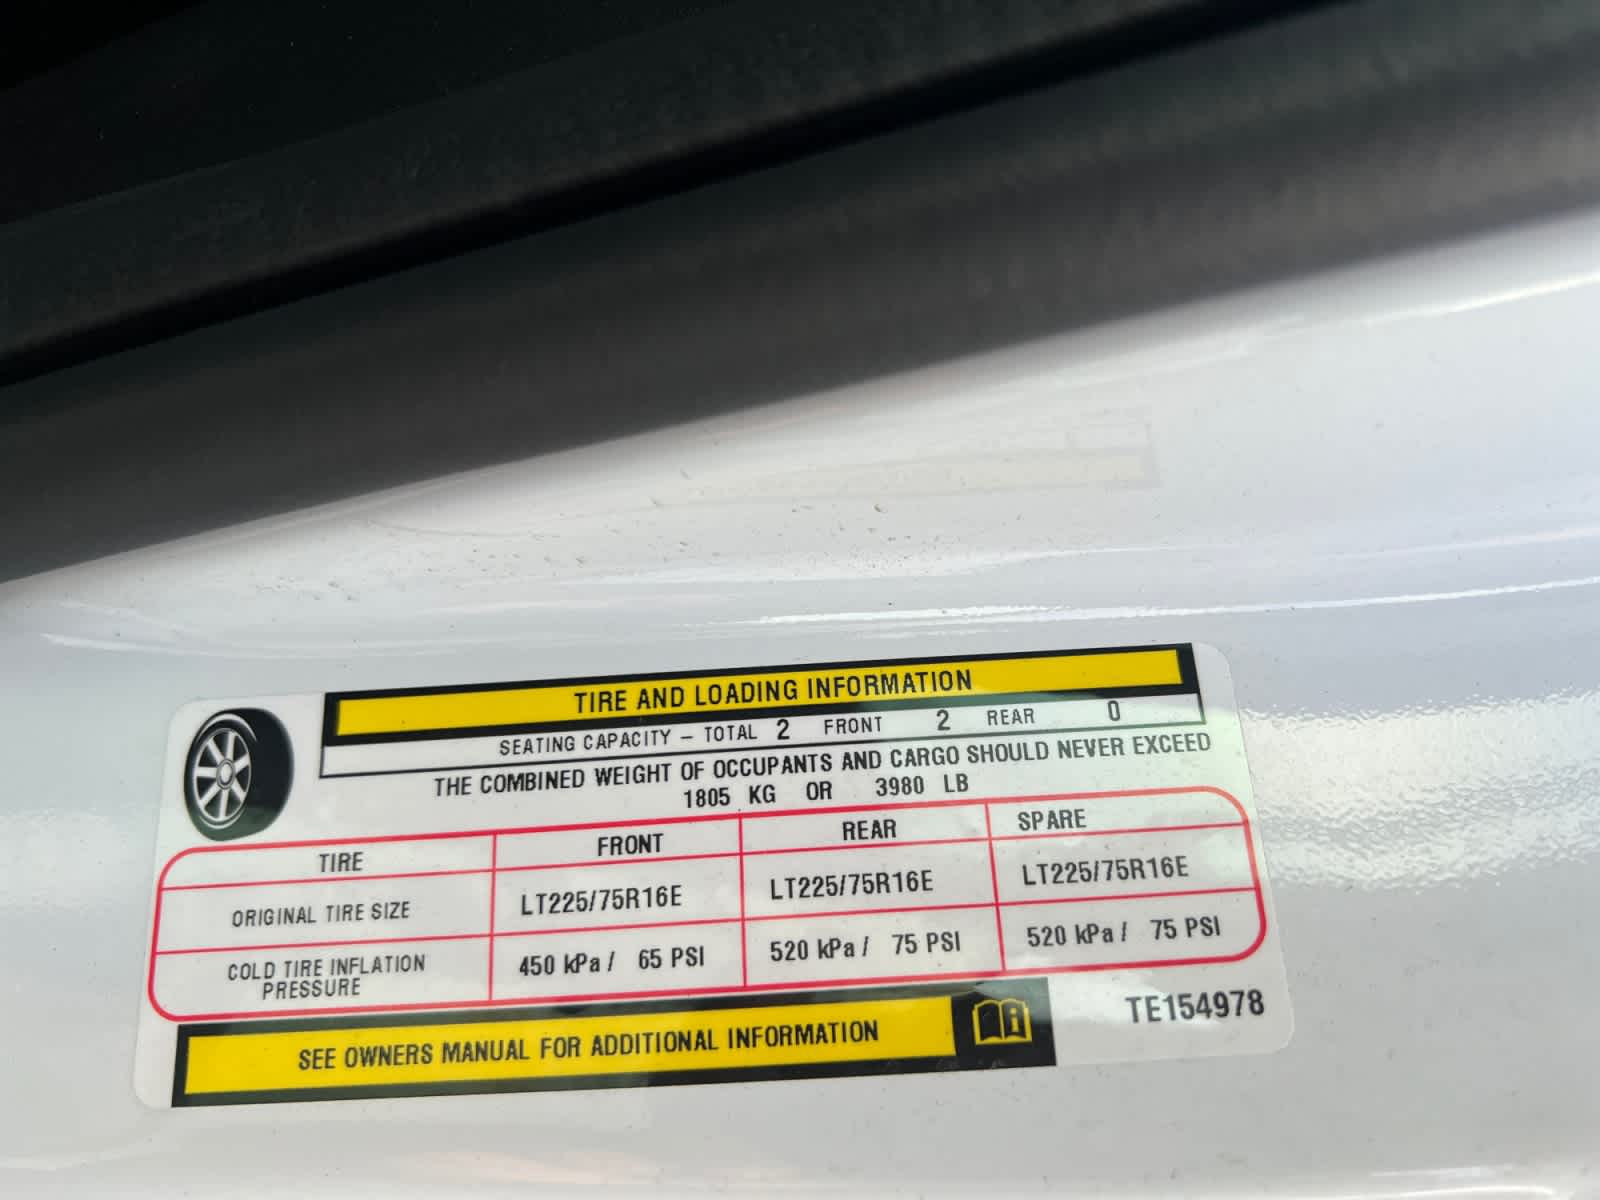 TIRE AND LOADING INFORMATION
SEATING CAPACITY – TOTAL 2 FRONT 2 REAR 0
THE COMBINED WEIGHT OF OCCUPANTS AND CARGO SHOULD NEVER EXCEED
1805 KG OR 3980 LB
TIRE FRONT REAR SPARE
ORIGINAL TIRE SIZE LT225/75R16E LT225/75R16E LT225/75R16E
COLD TIRE INFLATION PRESSURE 450 kPa / 65 PSI 520 kPa / 75 PSI 520 kPa / 75 PSI
SEE OWNERS MANUAL FOR ADDITIONAL INFORMATION
TE154978